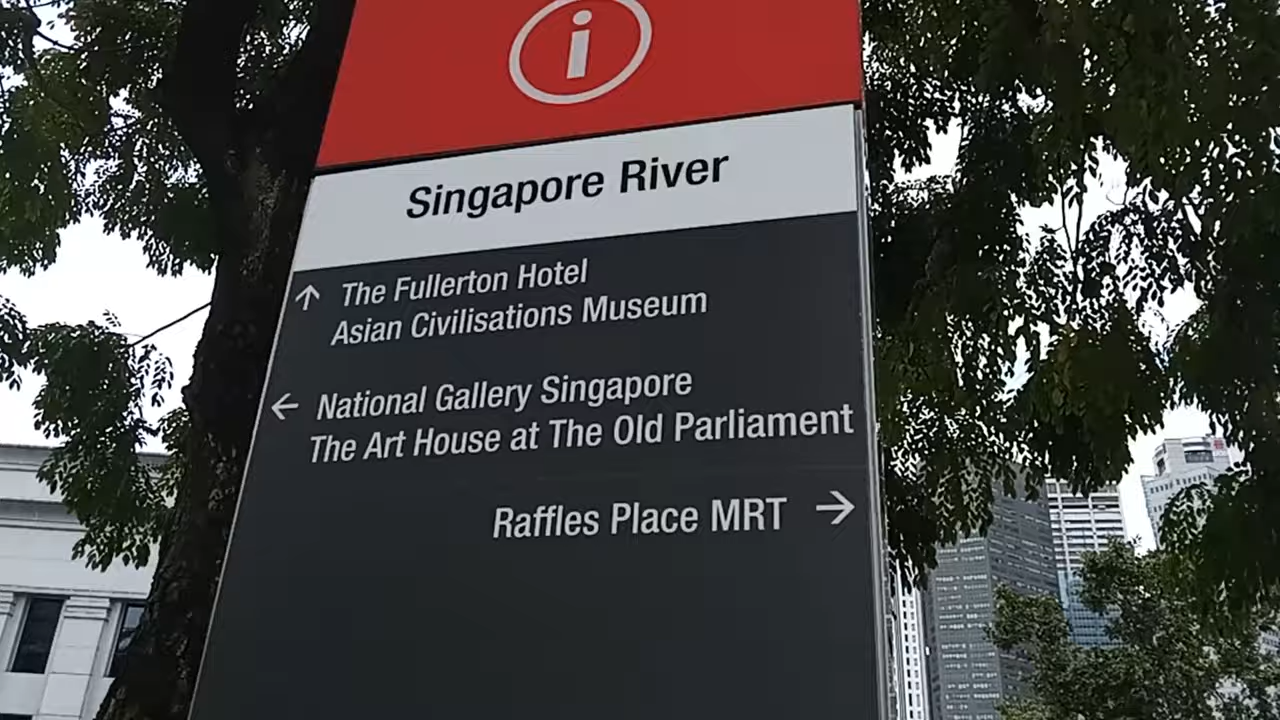 i
Singapore River
↑ The Fullerton Hotel
Asian Civilisations Museum
← National Gallery Singapore
The Art House at The Old Parliament
Raffles Place MRT →